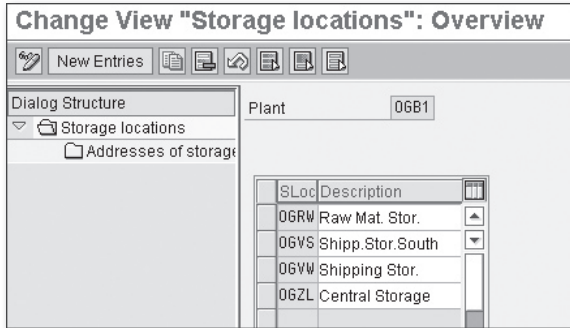 Change View "Storage locations": Overview
New Entries
Dialog Structure
Storage locations
Addresses of storage
Plant 0GB1
SLoc Description
0GRW Raw Mat. Stor.
0GVS Shipp.Stor.South
0GVW Shipping Stor.
0GZL Central Storage